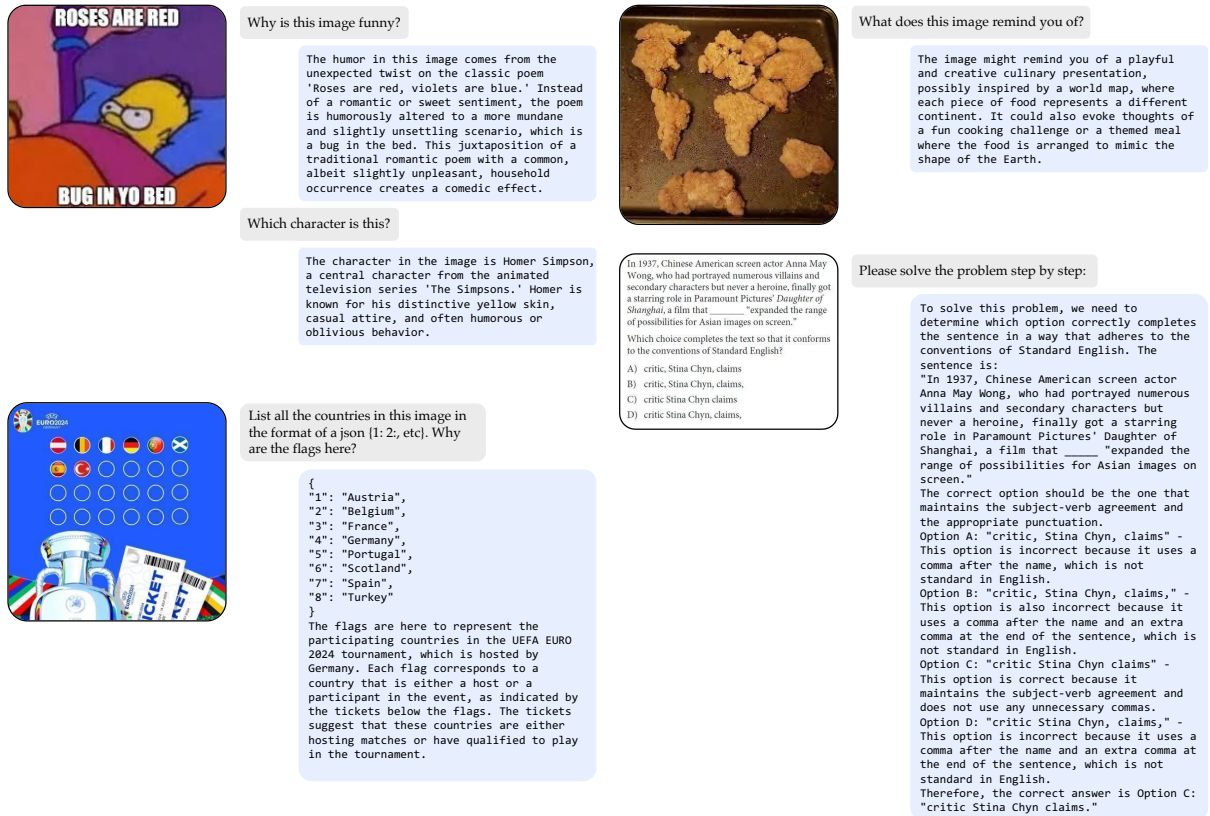 ROSES ARE RED
BUG IN YO BED
Why is this image funny?
The humor in this image comes from the
unexpected twist on the classic poem
'Roses are red, violets are blue.' Instead
of a romantic or sweet sentiment, the poem
is humorously altered to a more mundane
and slightly unsettling scenario, which is
a bug in the bed. This juxtaposition of a
traditional romantic poem with a common,
albeit slightly unpleasant, household
occurrence creates a comedic effect.
Which character is this?
The character in the image is Homer Simpson,
a central character from the animated
television series 'The Simpsons.' Homer is
known for his distinctive yellow skin,
casual attire, and often humorous or
oblivious behavior.
EURO2024
TICKET
KET
List all the countries in this image in
the format of a json {1: 2:, etc}. Why
are the flags here?
{
"1": "Austria",
"2": "Belgium",
"3": "France",
"4": "Germany",
"5": "Portugal",
"6": "Scotland",
"7": "Spain",
"8": "Turkey"
}
The flags are here to represent the
participating countries in the UEFA EURO
2024 tournament, which is hosted by
Germany. Each flag corresponds to a
country that is either a host or a
participant in the event, as indicated by
the tickets below the flags. The tickets
suggest that these countries are either
hosting matches or have qualified to play
in the tournament.
What does this image remind you of?
The image might remind you of a playful
and creative culinary presentation,
possibly inspired by a world map, where
each piece of food represents a different
continent. It could also evoke thoughts of
a fun cooking challenge or a themed meal
where the food is arranged to mimic the
shape of the Earth.
In 1937, Chinese American screen actor Anna May
Wong, who had portrayed numerous villains and
secondary characters but never a heroine, finally got
a starring role in Paramount Pictures' Daughter of
Shanghai, a film that _______ "expanded the range
of possibilities for Asian images on screen."
Which choice completes the text so that it conforms
to the conventions of Standard English?
A) critic, Stina Chyn, claims
B) critic, Stina Chyn, claims,
C) critic Stina Chyn claims
D) critic Stina Chyn, claims,
Please solve the problem step by step:
To solve this problem, we need to
determine which option correctly completes
the sentence in a way that adheres to the
conventions of Standard English. The
sentence is:
"In 1937, Chinese American screen actor
Anna May Wong, who had portrayed numerous
villains and secondary characters but
never a heroine, finally got a starring
role in Paramount Pictures' Daughter of
Shanghai, a film that _____ "expanded the
range of possibilities for Asian images on
screen."
The correct option should be the one that
maintains the subject-verb agreement and
the appropriate punctuation.
Option A: "critic, Stina Chyn, claims" -
This option is incorrect because it uses a
comma after the name, which is not
standard in English.
Option B: "critic, Stina Chyn, claims," -
This option is also incorrect because it
uses a comma after the name and an extra
comma at the end of the sentence, which is
not standard in English.
Option C: "critic Stina Chyn claims" -
This option is correct because it
maintains the subject-verb agreement and
does not use any unnecessary commas.
Option D: "critic Stina Chyn, claims," -
This option is incorrect because it uses a
comma after the name and an extra comma at
the end of the sentence, which is not
standard in English.
Therefore, the correct answer is Option C:
"critic Stina Chyn claims."